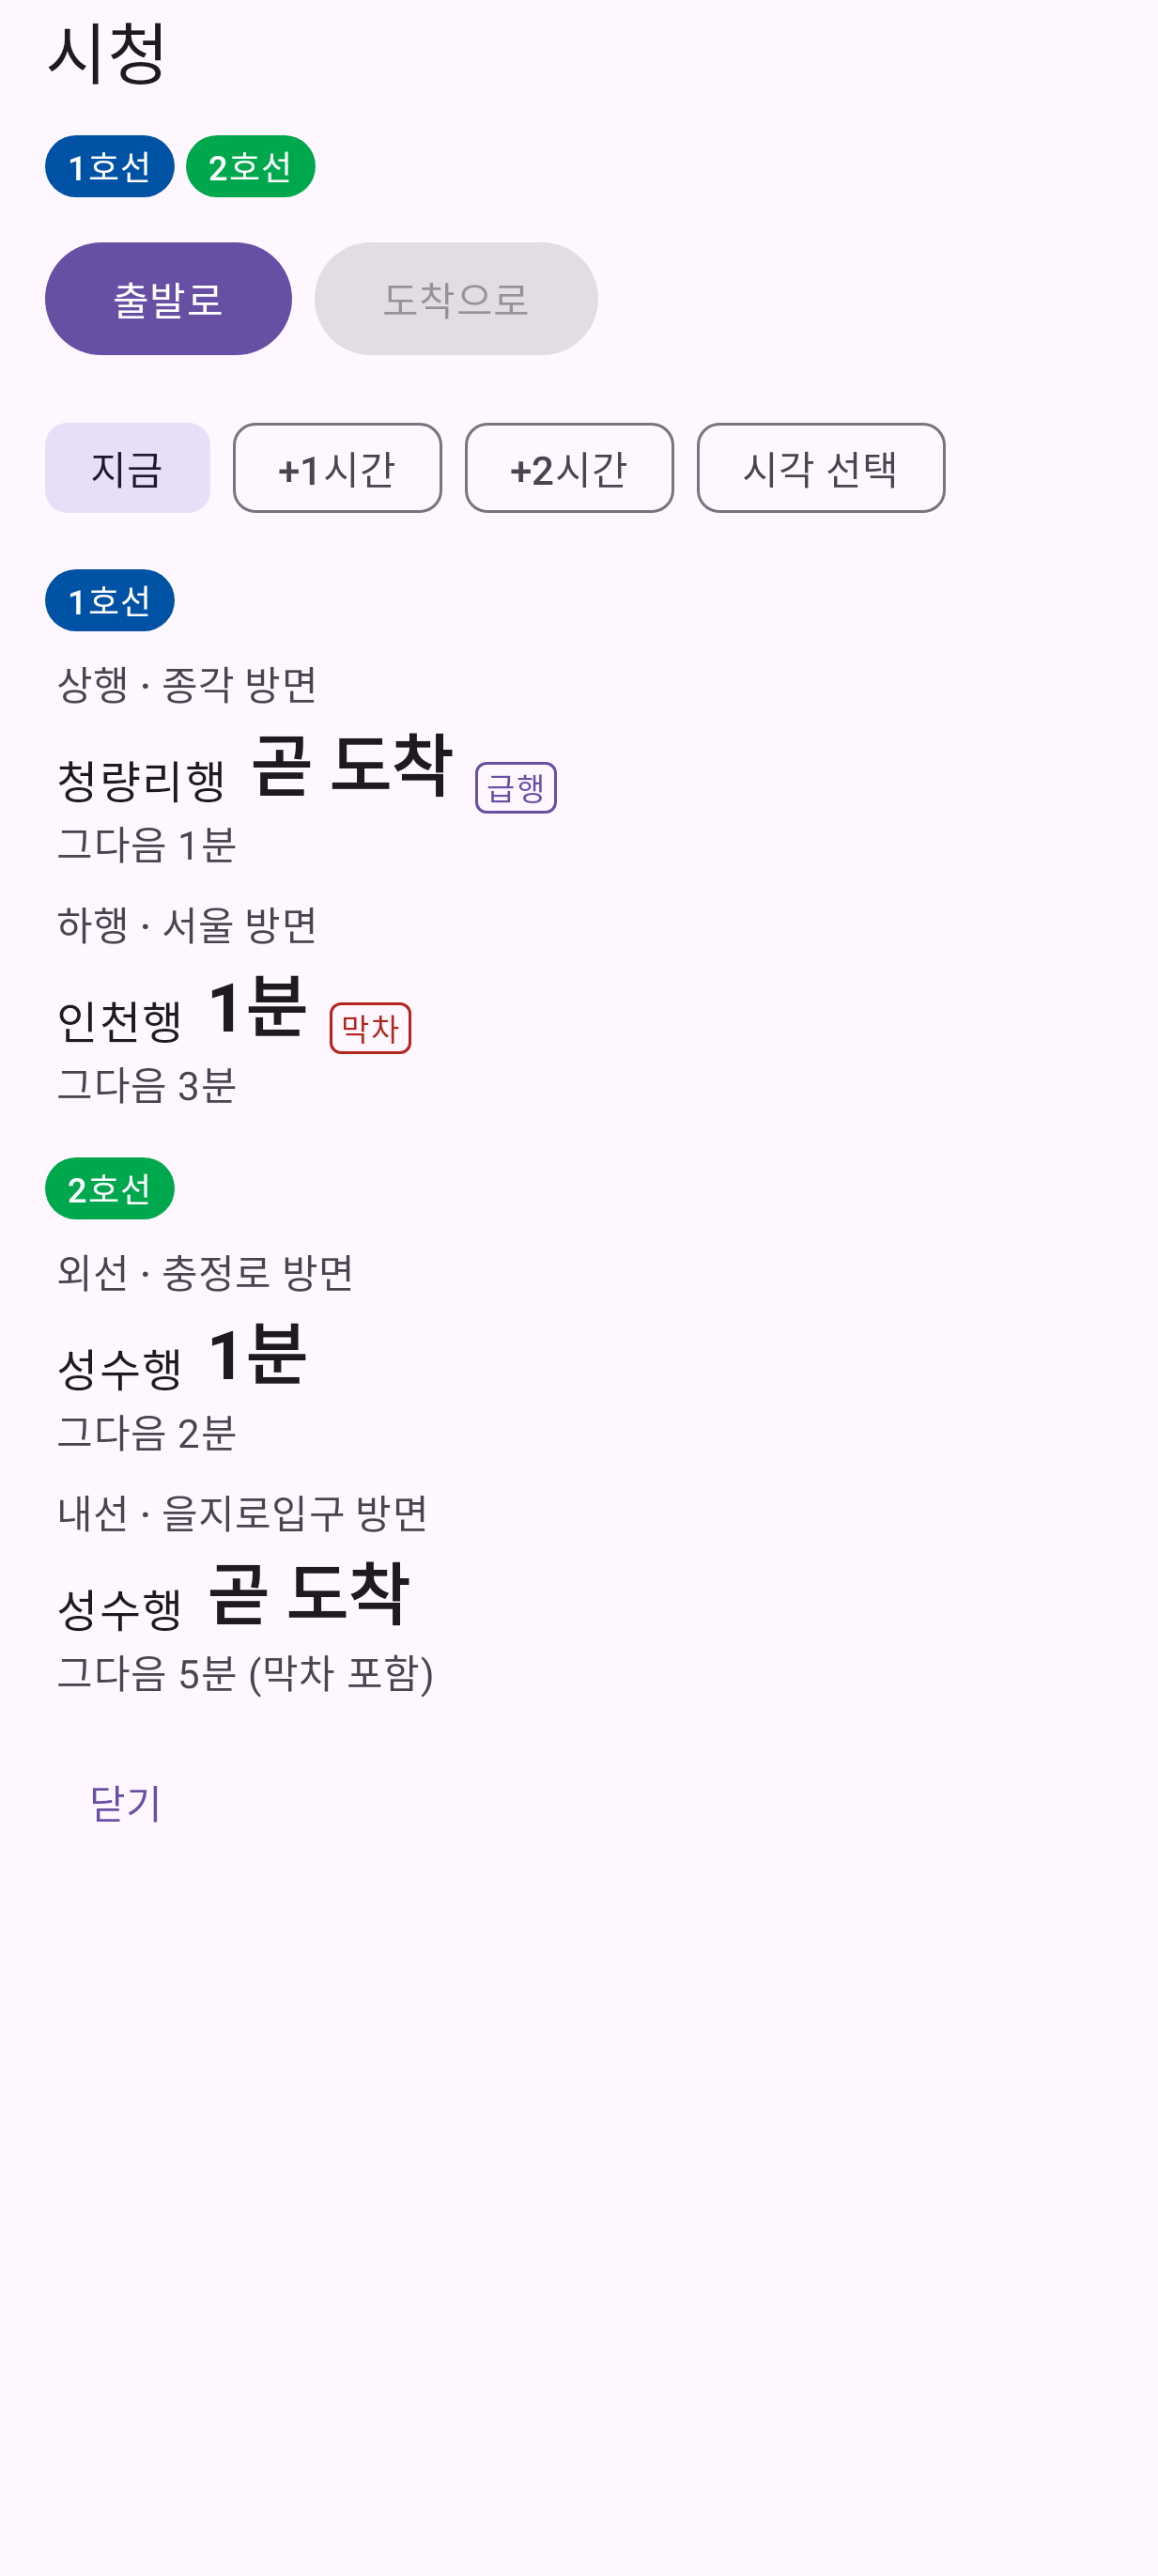 시청
1호선 2호선
출발로 도착으로
지금 +1시간 +2시간 시각 선택
1호선
상행 · 종각 방면
청량리행 곧 도착 급행
그다음 1분
하행 · 서울 방면
인천행 1분 막차
그다음 3분
2호선
외선 · 충정로 방면
성수행 1분
그다음 2분
내선 · 을지로입구 방면
성수행 곧 도착
그다음 5분 (막차 포함)
닫기